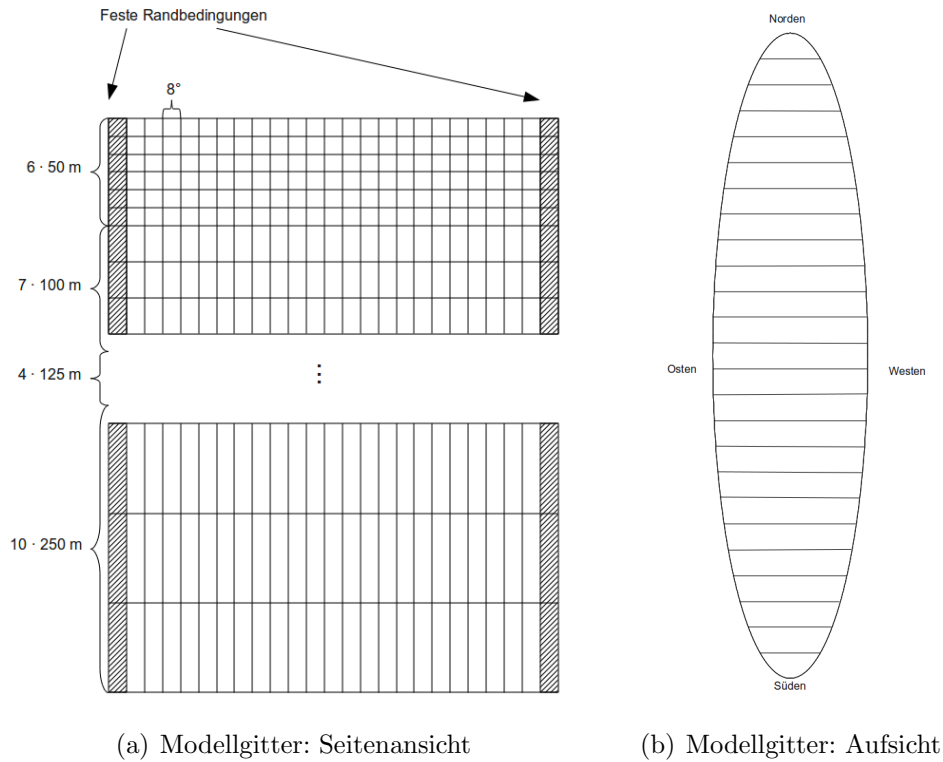 Feste Randbedingungen
8°
6 · 50 m
7 · 100 m
4 · 125 m
⋮
10 · 250 m
(a) Modellgitter: Seitenansicht
Norden
Osten
Westen
Süden
(b) Modellgitter: Aufsicht